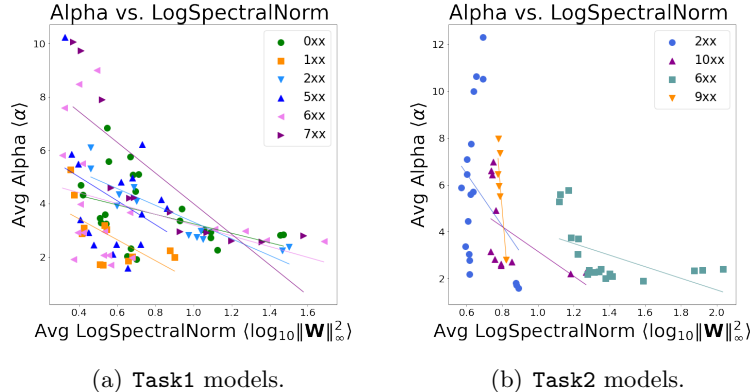 Alpha vs. LogSpectralNorm
Avg Alpha ⟨α⟩
10
8
6
4
2
0.4 0.6 0.8 1.0 1.2 1.4 1.6
0xx
1xx
2xx
5xx
6xx
7xx
Avg LogSpectralNorm ⟨log₁₀‖W‖²∞⟩
(a) Task1 models.
Alpha vs. LogSpectralNorm
Avg Alpha ⟨α⟩
12
10
8
6
4
2
0.6 0.8 1.0 1.2 1.4 1.6 1.8 2.0
2xx
10xx
6xx
9xx
Avg LogSpectralNorm ⟨log₁₀‖W‖²∞⟩
(b) Task2 models.